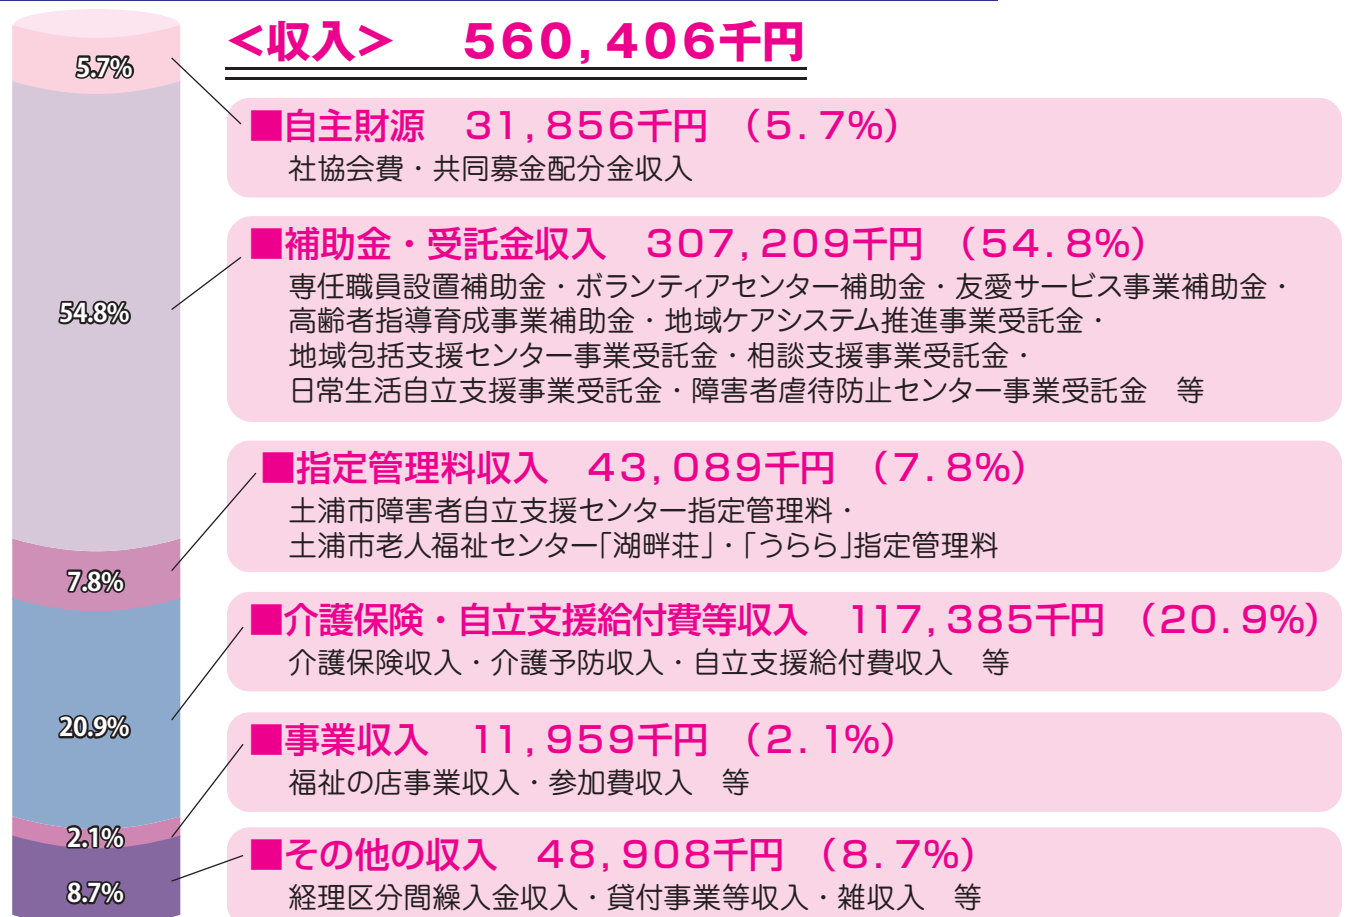 ＜収入＞　560,406千円
5.7%
■自主財源　31,856千円（5.7%）
社協会費・共同募金配分金収入
■補助金・受託金収入　307,209千円（54.8%）
専任職員設置補助金・ボランティアセンター補助金・友愛サービス事業補助金・
54.8%
高齢者指導育成事業補助金・地域ケアシステム推進事業受託金・
地域包括支援センター事業受託金・相談支援事業受託金・
日常生活自立支援事業受託金・障害者虐待防止センター事業受託金　等
■指定管理料収入　43,089千円（7.8%）
土浦市障害者自立支援センター指定管理料・
土浦市老人福祉センター「湖畔荘」・「うらら」指定管理料
7.8%
■介護保険・自立支援給付費等収入　117,385千円（20.9%）
介護保険収入・介護予防収入・自立支援給付費収入　等
20.9%
■事業収入　11,959千円（2.1%）
福祉の店事業収入・参加費収入　等
2.1%
■その他の収入　48,908千円（8.7%）
経理区分間繰入金収入・貸付事業等収入・雑収入　等
8.7%